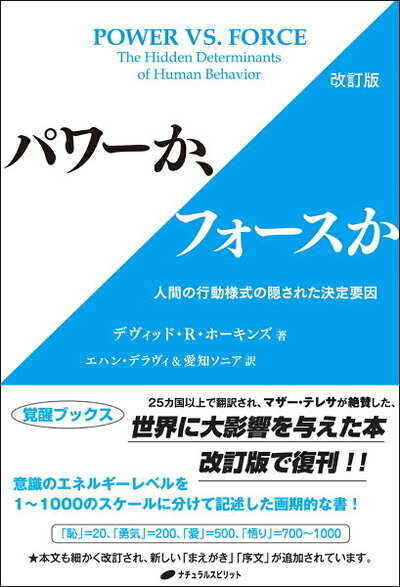 POWER VS. FORCE
The Hidden Determinants
of Human Behavior
改訂版
パワーか、
フォースか
人間の行動様式の隠された決定要因
デヴィッド・R・ホーキンズ 著
エハン・デラヴィ&愛知ソニア 訳
覚醒ブックス
25カ国以上で翻訳され、マザー・テレサが絶賛した、
世界に大影響を与えた本
改訂版で復刊!!
意識のエネルギーレベルを
1〜1000のスケールに分けて記述した画期的な書!
「恥」=20、「勇気」=200、「愛」=500、「悟り」=700〜1000
★本文も細かく改訂され、新しい「まえがき」「序文」が追加されています。
ナチュラルスピリット